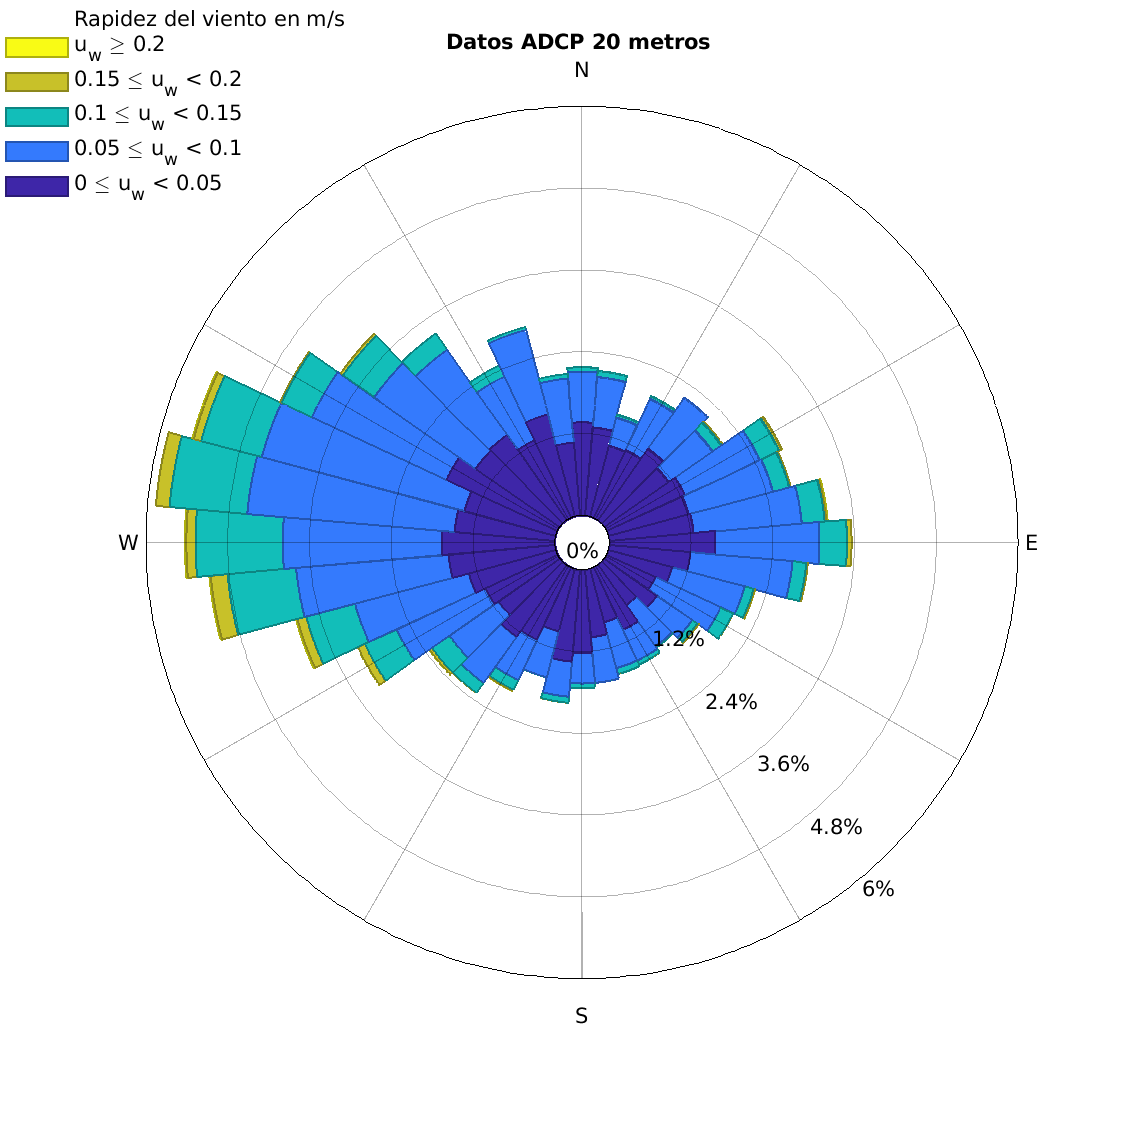 Rapidez del viento en m/s
u_w ≥ 0.2
0.15 ≤ u_w < 0.2
0.1 ≤ u_w < 0.15
0.05 ≤ u_w < 0.1
0 ≤ u_w < 0.05
Datos ADCP 20 metros
N
W
E
0%
1.2%
2.4%
3.6%
4.8%
6%
S